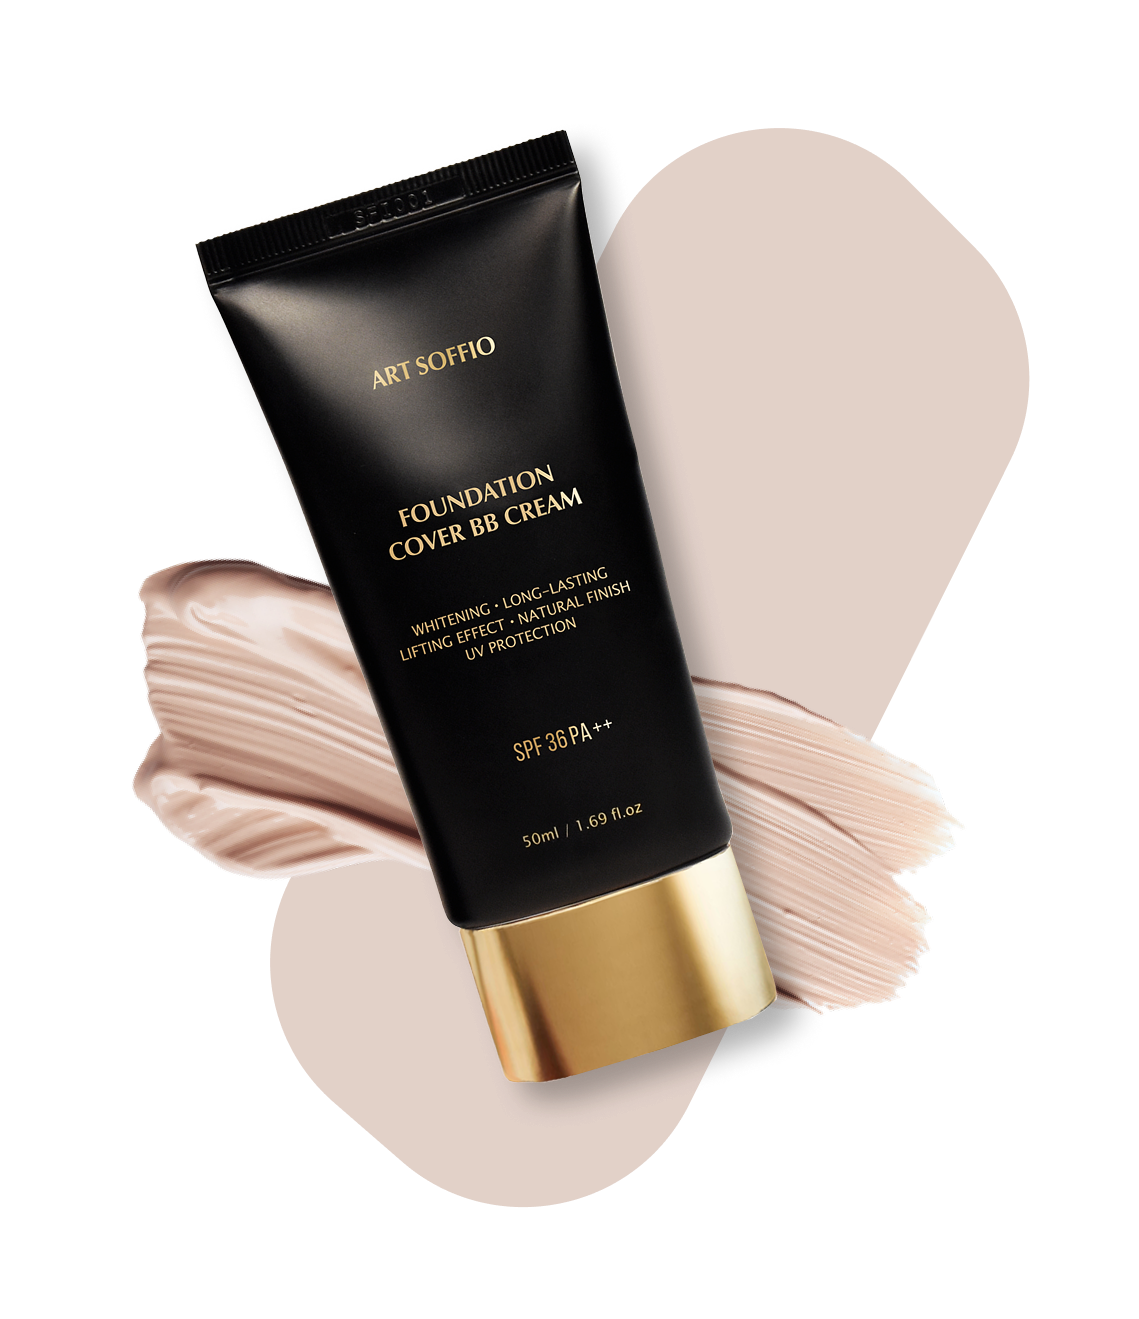 ART SOFFIO
FOUNDATION
COVER BB CREAM
WHITENING • LONG-LASTING
LIFTING EFFECT • NATURAL FINISH
UV PROTECTION
SPF 36 PA++
50ml / 1.69 fl.oz